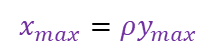 x_max = ρy_max